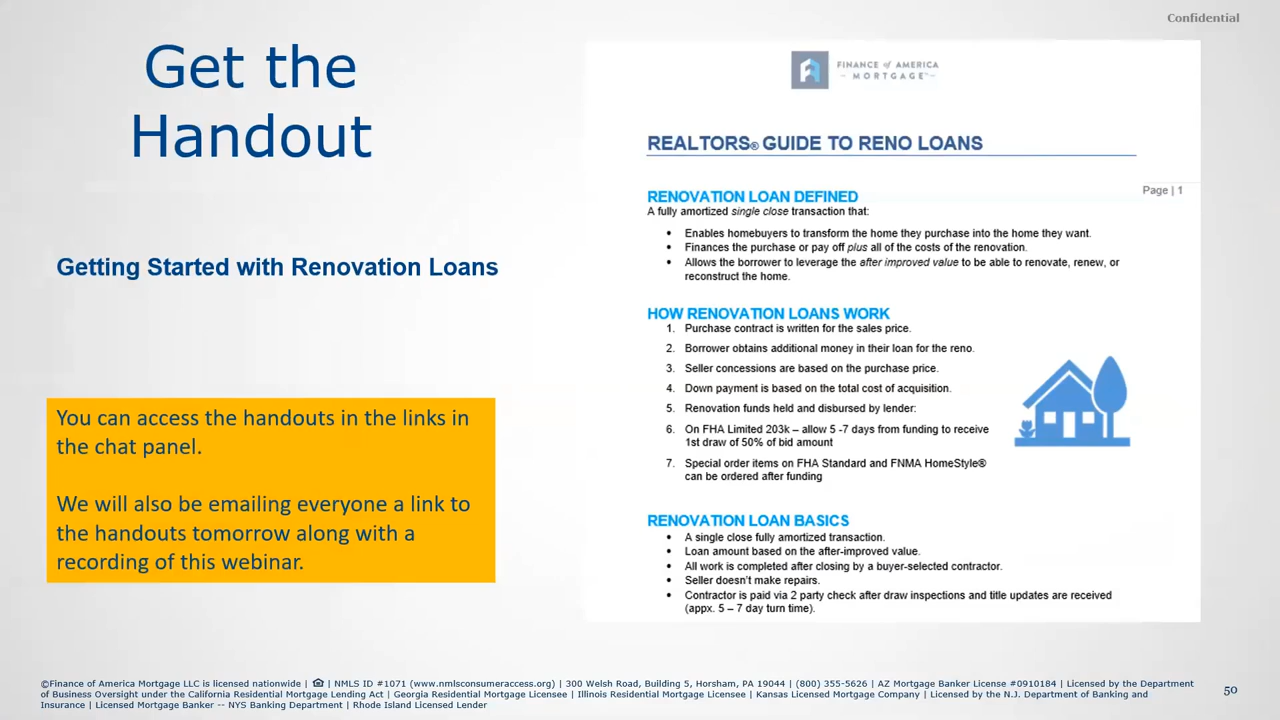 Confidential
Get the
Handout
Getting Started with Renovation Loans
You can access the handouts in the links in
the chat panel.
We will also be emailing everyone a link to
the handouts tomorrow along with a
recording of this webinar.
FINANCE of AMERICA
~ MORTGAGE™ ~
REALTORS® GUIDE TO RENO LOANS
Page | 1
RENOVATION LOAN DEFINED
A fully amortized single close transaction that:
• Enables homebuyers to transform the home they purchase into the home they want.
• Finances the purchase or pay off plus all of the costs of the renovation.
• Allows the borrower to leverage the after improved value to be able to renovate, renew, or
reconstruct the home.
HOW RENOVATION LOANS WORK
1. Purchase contract is written for the sales price.
2. Borrower obtains additional money in their loan for the reno.
3. Seller concessions are based on the purchase price.
4. Down payment is based on the total cost of acquisition.
5. Renovation funds held and disbursed by lender:
6. On FHA Limited 203k – allow 5 -7 days from funding to receive
1st draw of 50% of bid amount
7. Special order items on FHA Standard and FNMA HomeStyle®
can be ordered after funding
RENOVATION LOAN BASICS
• A single close fully amortized transaction.
• Loan amount based on the after-improved value.
• All work is completed after closing by a buyer-selected contractor.
• Seller doesn't make repairs.
• Contractor is paid via 2 party check after draw inspections and title updates are received
(appx. 5 – 7 day turn time).
©Finance of America Mortgage LLC is licensed nationwide | | NMLS ID #1071 (www.nmlsconsumeraccess.org) | 300 Welsh Road, Building 5, Horsham, PA 19044 | (800) 355-5626 | AZ Mortgage Banker License #0910184 | Licensed by the Department
of Business Oversight under the California Residential Mortgage Lending Act | Georgia Residential Mortgage Licensee | Illinois Residential Mortgage Licensee | Kansas Licensed Mortgage Company | Licensed by the N.J. Department of Banking and
Insurance | Licensed Mortgage Banker -- NYS Banking Department | Rhode Island Licensed Lender
50